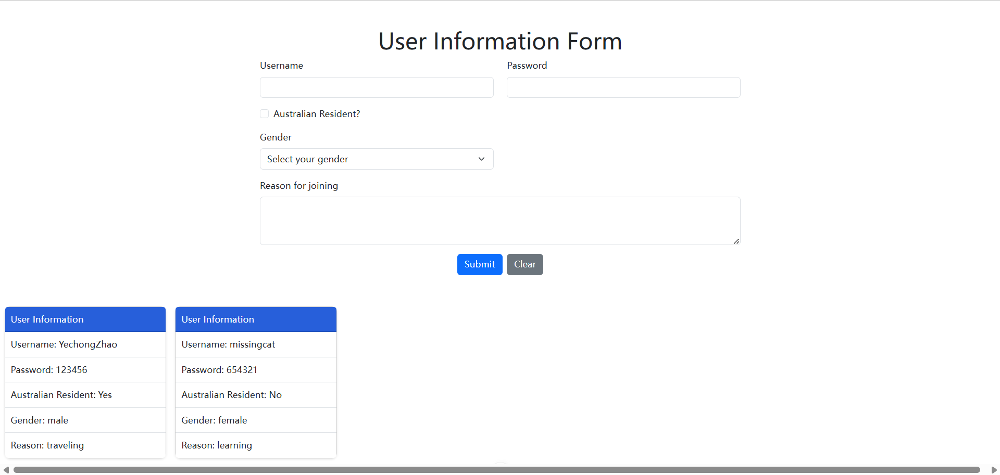 User Information Form
Username
Password
Australian Resident?
Gender
Select your gender
Reason for joining
Submit
Clear
User Information
Username: YechongZhao
Password: 123456
Australian Resident: Yes
Gender: male
Reason: traveling
User Information
Username: missingcat
Password: 654321
Australian Resident: No
Gender: female
Reason: learning